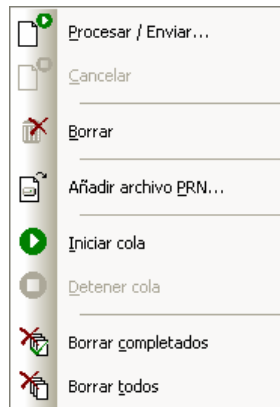 Procesar / Enviar...
Cancelar
Borrar
Añadir archivo PRN...
Iniciar cola
Detener cola
Borrar completados
Borrar todos